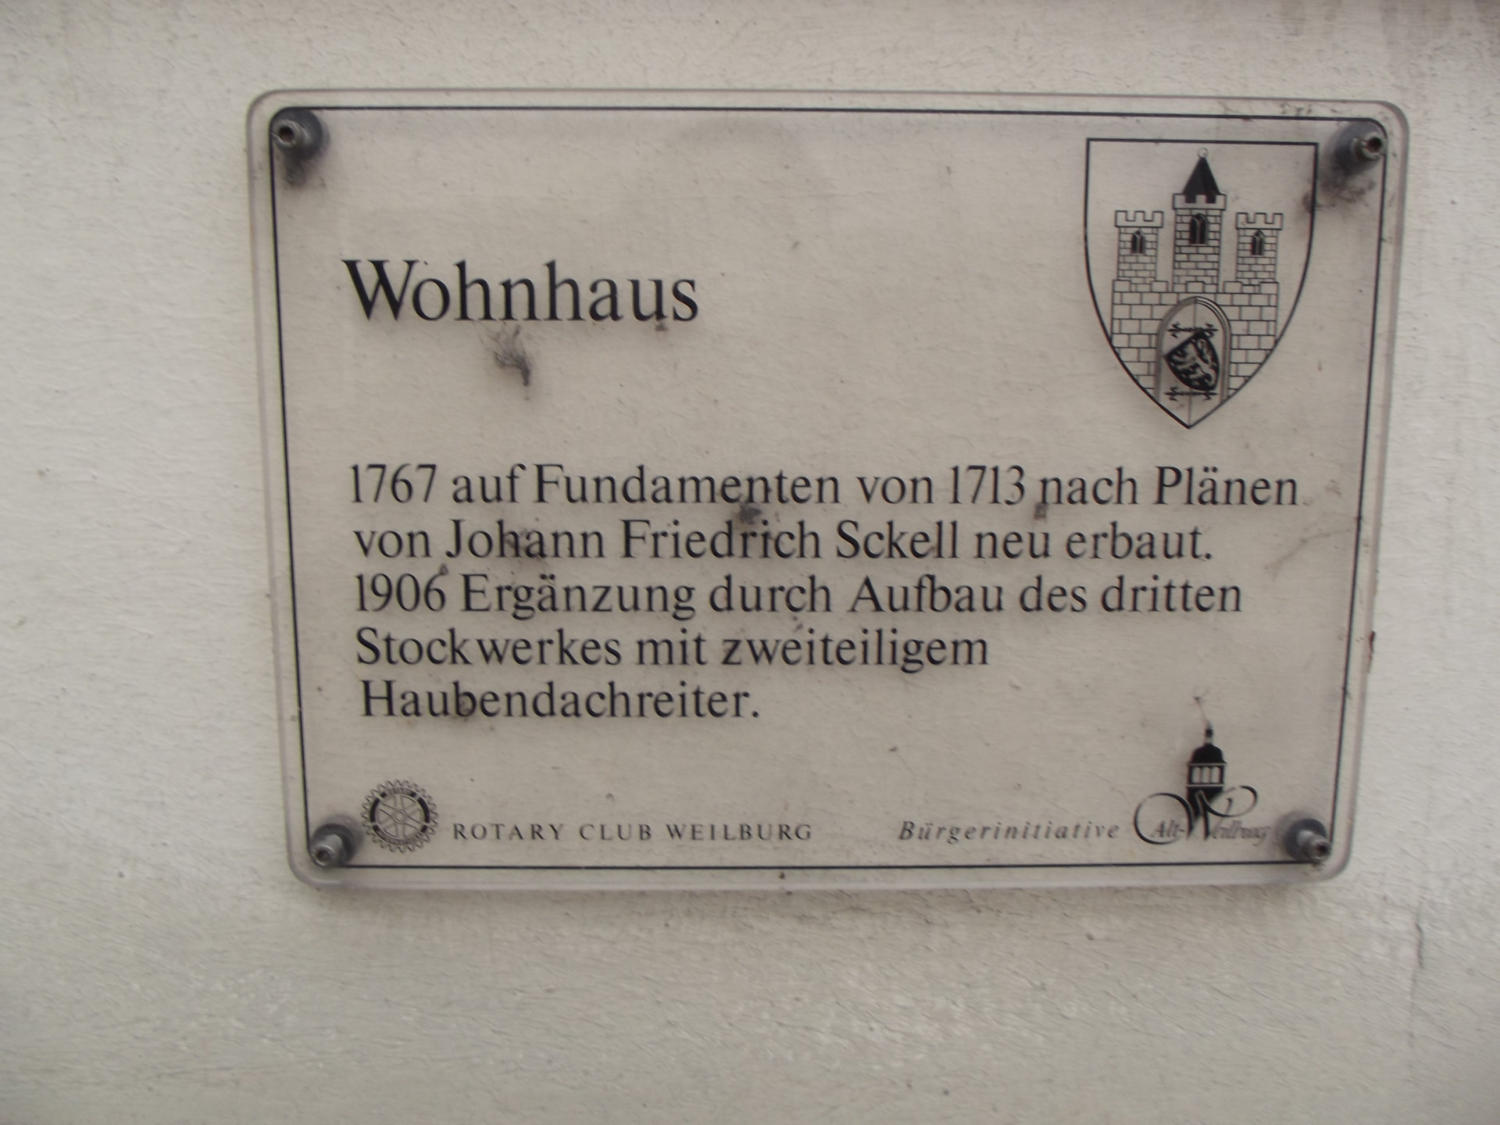 Wohnhaus
1767 auf Fundamenten von 1713 nach Plänen
von Johann Friedrich Sckell neu erbaut.
1906 Ergänzung durch Aufbau des dritten
Stockwerkes mit zweiteiligem
Haubendachreiter.
ROTARY CLUB WEILBURG
Bürgerinitiative Alt-Weilburg